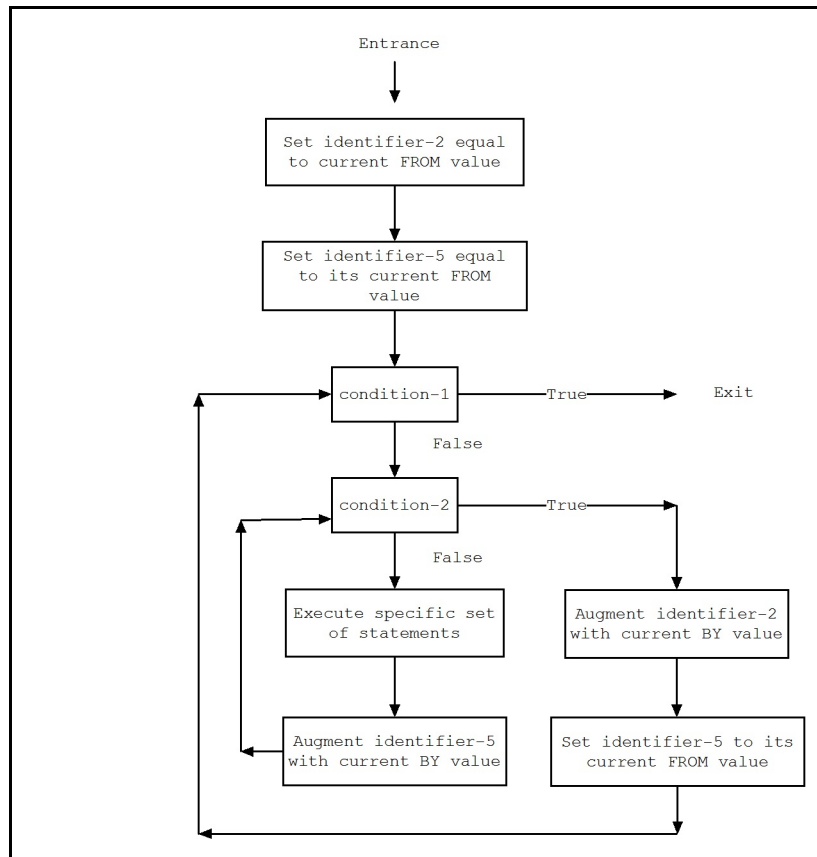 Entrance
Set identifier-2 equal
to current FROM value
Set identifier-5 equal
to its current FROM
value
condition-1
True
Exit
False
condition-2
True
False
Execute specific set
of statements
Augment identifier-2
with current BY value
Augment identifier-5
with current BY value
Set identifier-5 to its
current FROM value